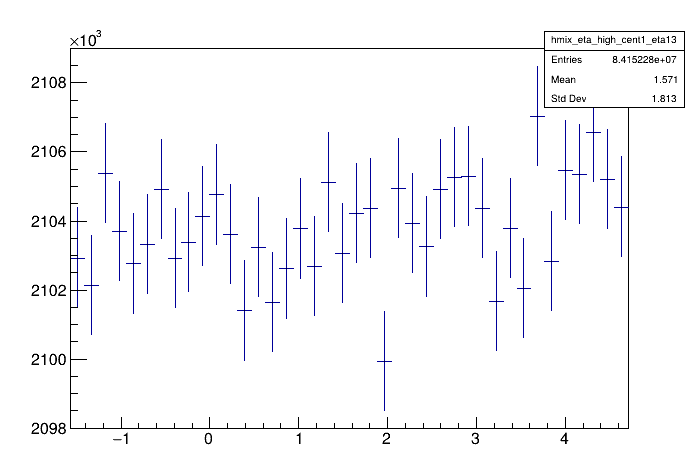 ×10³
hmix_eta_high_cent1_eta13
Entries 8.415228e+07
Mean 1.571
Std Dev 1.813
2108
2106
2104
2102
2100
2098
−1 0 1 2 3 4